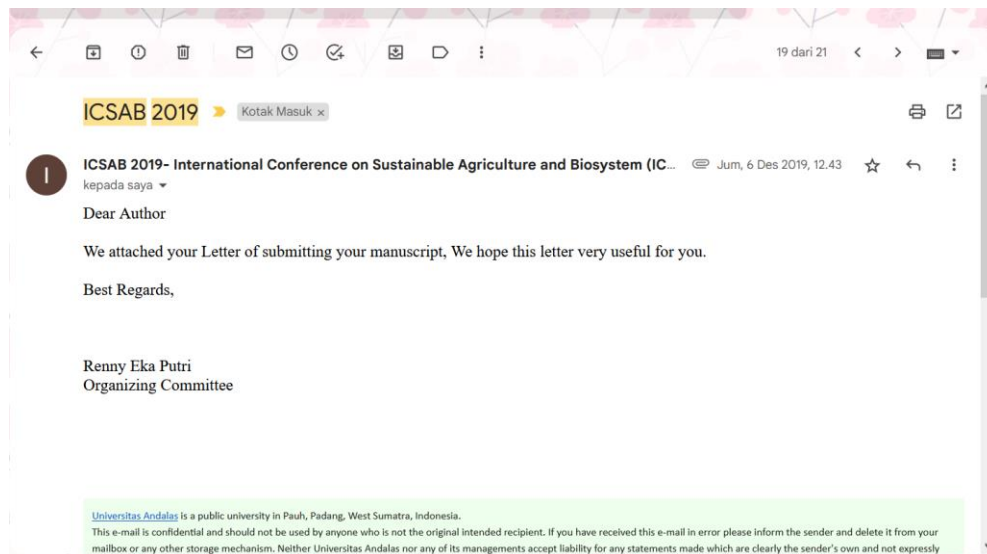 19 dari 21
ICSAB 2019
Kotak Masuk ×
ICSAB 2019- International Conference on Sustainable Agriculture and Biosystem (IC... Jum, 6 Des 2019, 12.43
I
kepada saya
Dear Author
We attached your Letter of submitting your manuscript, We hope this letter very useful for you.
Best Regards,
Renny Eka Putri
Organizing Committee
Universitas Andalas is a public university in Pauh, Padang, West Sumatra, Indonesia.
This e-mail is confidential and should not be used by anyone who is not the original intended recipient. If you have received this e-mail in error please inform the sender and delete it from your
mailbox or any other storage mechanism. Neither Universitas Andalas nor any of its managements accept liability for any statements made which are clearly the sender's own and not expressly